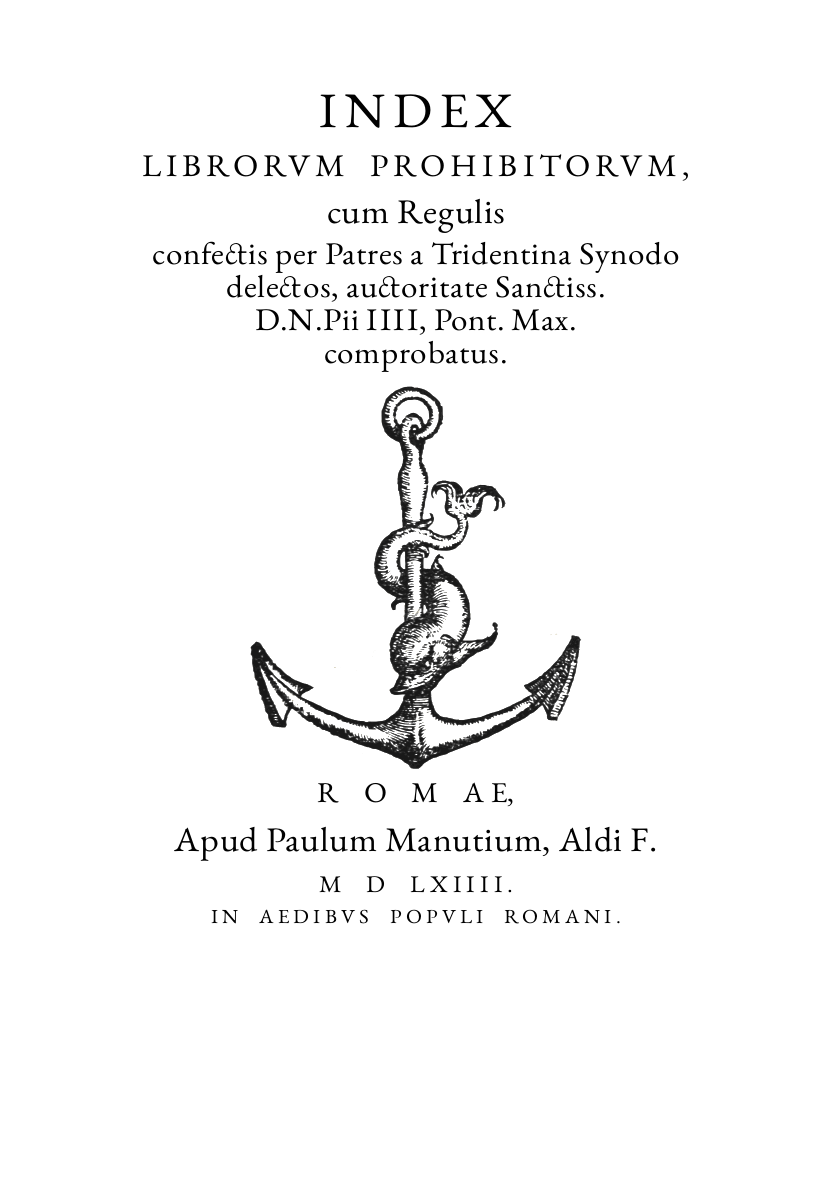 INDEX
LIBRORVM PROHIBITORVM,
cum Regulis
confectis per Patres a Tridentina Synodo
delectos, auctoritate Sanctiss.
D.N.Pii IIII, Pont. Max.
comprobatus.
R O M AE,
Apud Paulum Manutium, Aldi F.
M D LXIIII.
IN AEDIBVS POPVLI ROMANI.